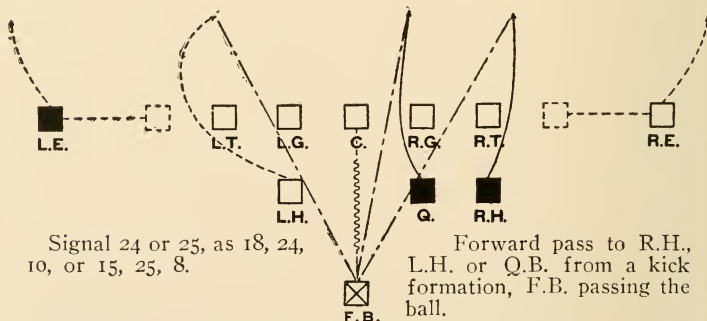 L.E. L.T. L.G. C. R.G. R.T. R.E.
L.H. Q. R.H.
Signal 24 or 25, as 18, 24,
10, or 15, 25, 8.
Forward pass to R.H.,
L.H. or Q.B. from a kick
formation, F.B. passing the
ball.
F.B.